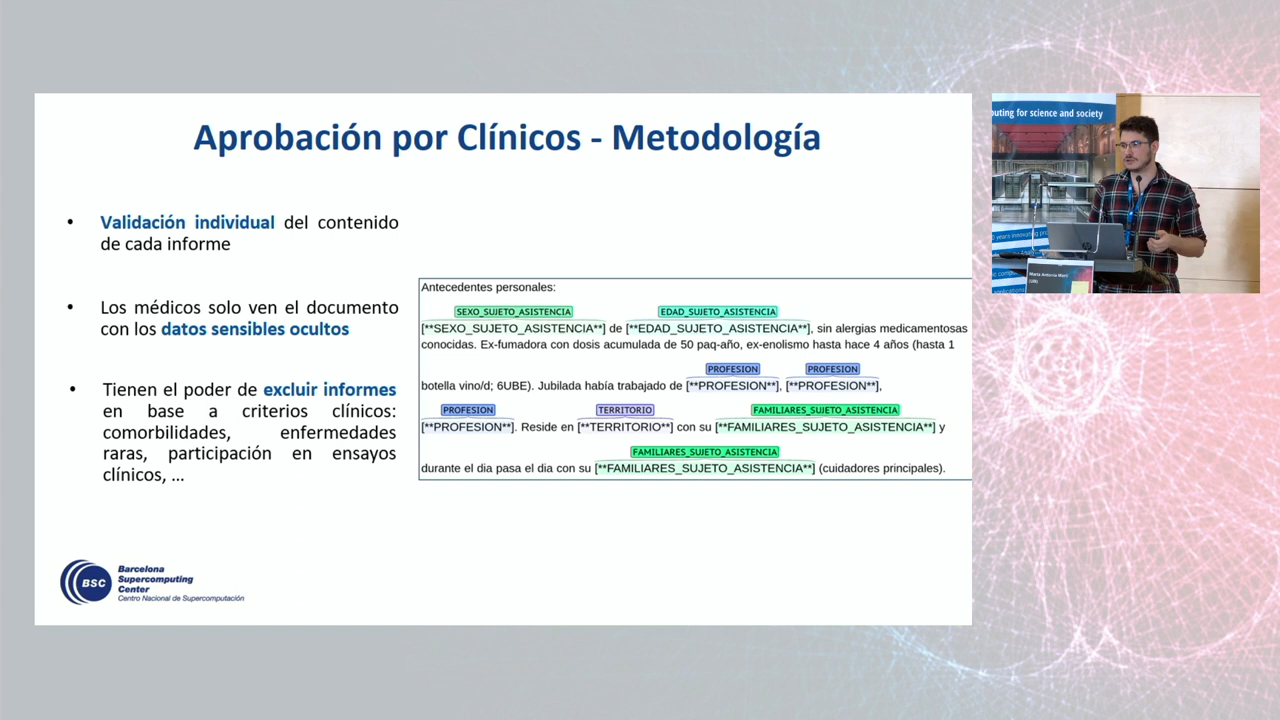 Aprobación por Clínicos - Metodología
• Validación individual del contenido
de cada informe
• Los médicos solo ven el documento
con los datos sensibles ocultos
• Tienen el poder de excluir informes
en base a criterios clínicos:
comorbilidades, enfermedades
raras, participación en ensayos
clínicos, ...
Antecedentes personales:
SEXO_SUJETO_ASISTENCIA EDAD_SUJETO_ASISTENCIA
[**SEXO_SUJETO_ASISTENCIA**] de [**EDAD_SUJETO_ASISTENCIA**], sin alergias medicamentosas
conocidas. Ex-fumadora con dosis acumulada de 50 paq-año, ex-enolismo hasta hace 4 años (hasta 1
PROFESION PROFESION
botella vino/d; 6UBE). Jubilada había trabajado de [**PROFESION**], [**PROFESION**],
PROFESION TERRITORIO FAMILIARES_SUJETO_ASISTENCIA
[**PROFESION**]. Reside en [**TERRITORIO**] con su [**FAMILIARES_SUJETO_ASISTENCIA**] y
FAMILIARES_SUJETO_ASISTENCIA
durante el dia pasa el dia con su [**FAMILIARES_SUJETO_ASISTENCIA**] (cuidadores principales).
BSC
Barcelona
Supercomputing
Center
Centro Nacional de Supercomputación
puting for science and society
Maria Antonia Martí
(UB)